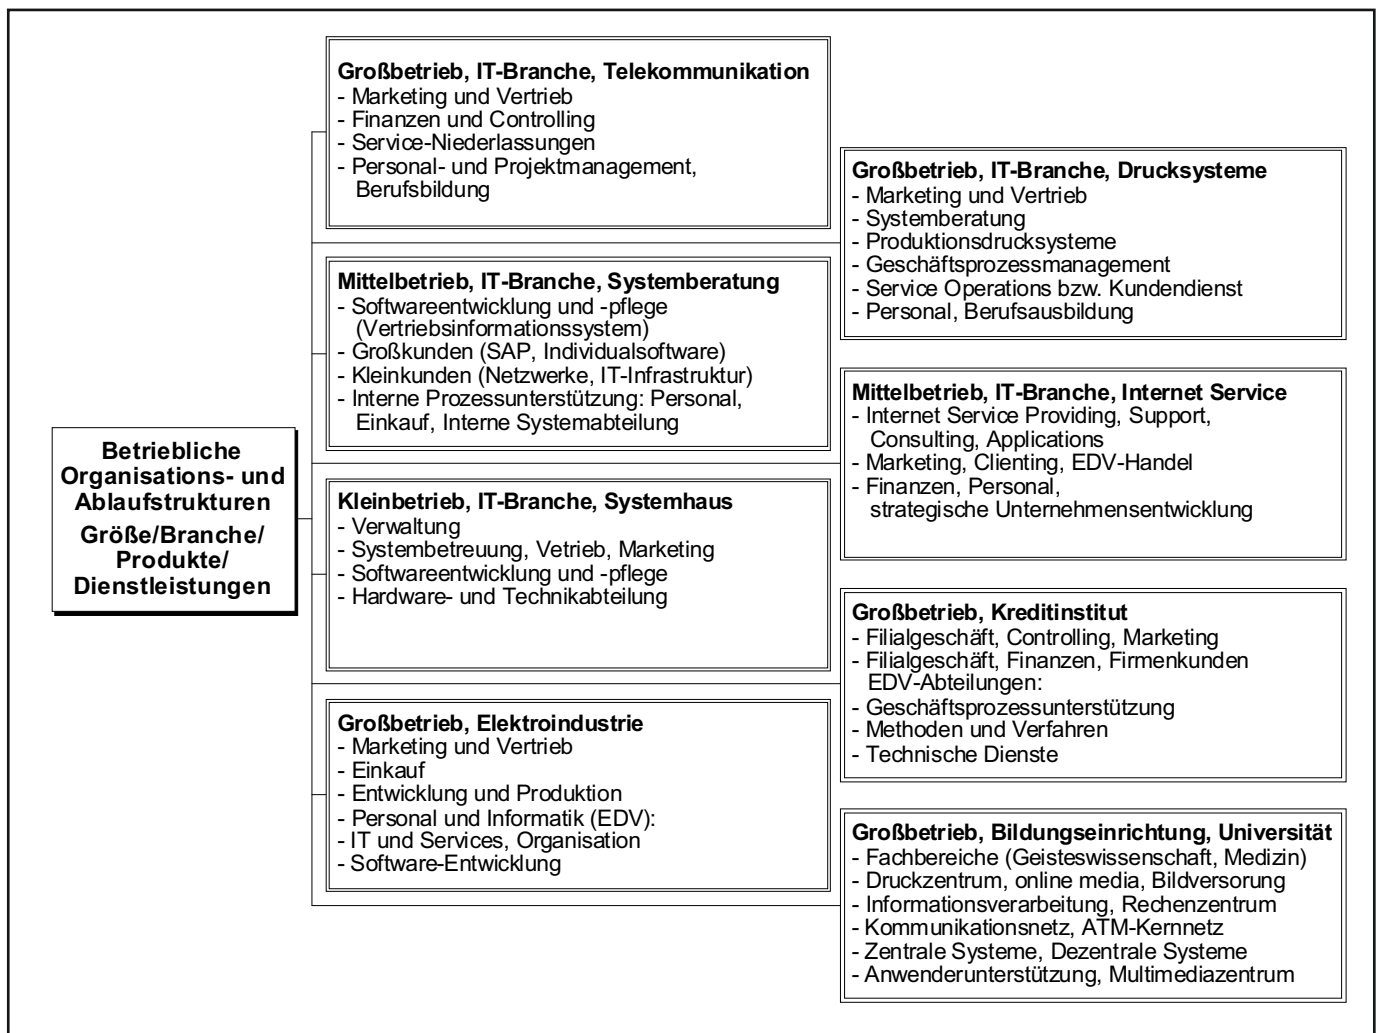 Betriebliche
Organisations- und
Ablaufstrukturen
Größe/Branche/
Produkte/
Dienstleistungen
Großbetrieb, IT-Branche, Telekommunikation
- Marketing und Vertrieb
- Finanzen und Controlling
- Service-Niederlassungen
- Personal- und Projektmanagement,
Berufsbildung
Großbetrieb, IT-Branche, Drucksysteme
- Marketing und Vertrieb
- Systemberatung
- Produktionsdrucksysteme
- Geschäftsprozessmanagement
- Service Operations bzw. Kundendienst
- Personal, Berufsausbildung
Mittelbetrieb, IT-Branche, Systemberatung
- Softwareentwicklung und -pflege
(Vertriebsinformationssystem)
- Großkunden (SAP, Individualsoftware)
- Kleinkunden (Netzwerke, IT-Infrastruktur)
- Interne Prozessunterstützung: Personal,
Einkauf, Interne Systemabteilung
Mittelbetrieb, IT-Branche, Internet Service
- Internet Service Providing, Support,
Consulting, Applications
- Marketing, Clienting, EDV-Handel
- Finanzen, Personal,
strategische Unternehmensentwicklung
Kleinbetrieb, IT-Branche, Systemhaus
- Verwaltung
- Systembetreuung, Vetrieb, Marketing
- Softwareentwicklung und -pflege
- Hardware- und Technikabteilung
Großbetrieb, Kreditinstitut
- Filialgeschäft, Controlling, Marketing
- Filialgeschäft, Finanzen, Firmenkunden
EDV-Abteilungen:
- Geschäftsprozessunterstützung
- Methoden und Verfahren
- Technische Dienste
Großbetrieb, Elektroindustrie
- Marketing und Vertrieb
- Einkauf
- Entwicklung und Produktion
- Personal und Informatik (EDV):
- IT und Services, Organisation
- Software-Entwicklung
Großbetrieb, Bildungseinrichtung, Universität
- Fachbereiche (Geisteswissenschaft, Medizin)
- Druckzentrum, online media, Bildversorung
- Informationsverarbeitung, Rechenzentrum
- Kommunikationsnetz, ATM-Kernnetz
- Zentrale Systeme, Dezentrale Systeme
- Anwenderunterstützung, Multimediazentrum